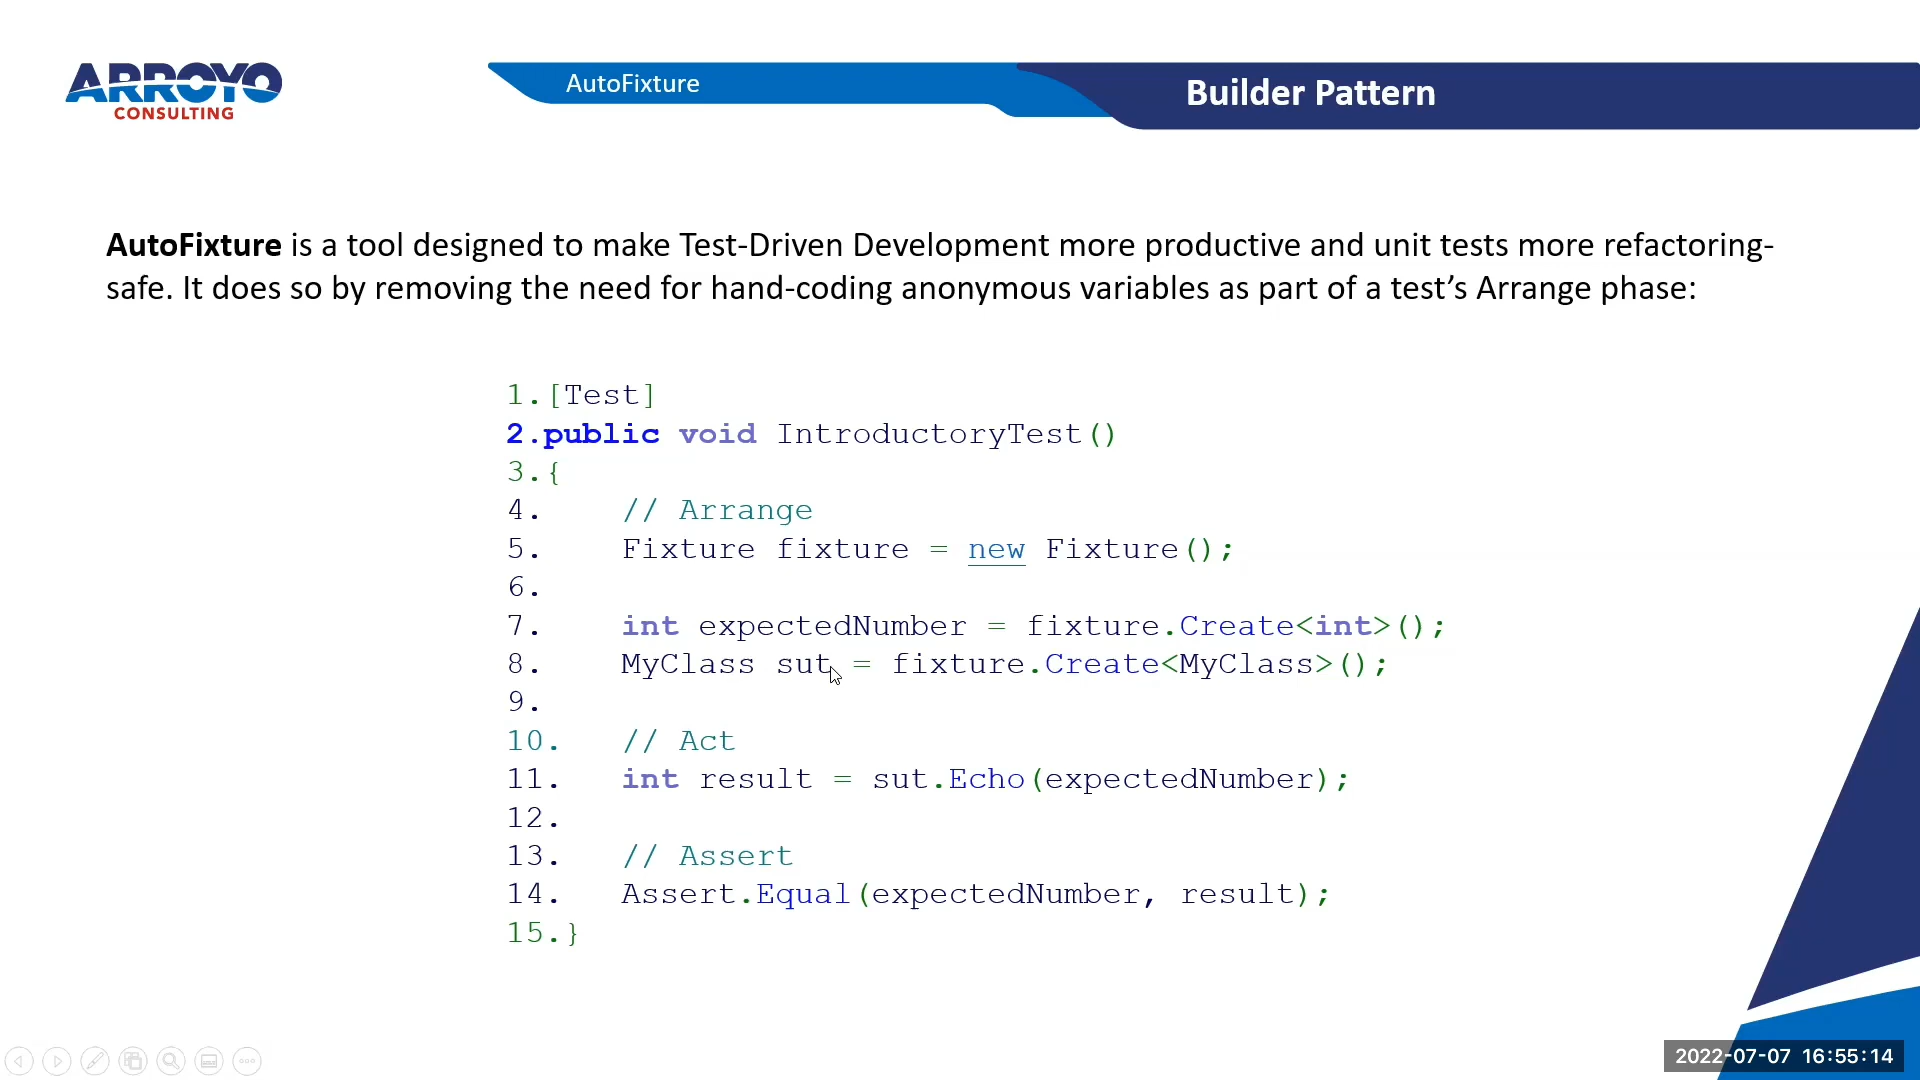 ARROYO
CONSULTING
AutoFixture
Builder Pattern
AutoFixture is a tool designed to make Test-Driven Development more productive and unit tests more refactoring-
safe. It does so by removing the need for hand-coding anonymous variables as part of a test’s Arrange phase:
1.[Test]
2.public void IntroductoryTest()
3.{
4.    // Arrange
5.    Fixture fixture = new Fixture();
6.
7.    int expectedNumber = fixture.Create<int>();
8.    MyClass sut = fixture.Create<MyClass>();
9.
10.   // Act
11.   int result = sut.Echo(expectedNumber);
12.
13.   // Assert
14.   Assert.Equal(expectedNumber, result);
15.}
2022-07-07 16:55:14